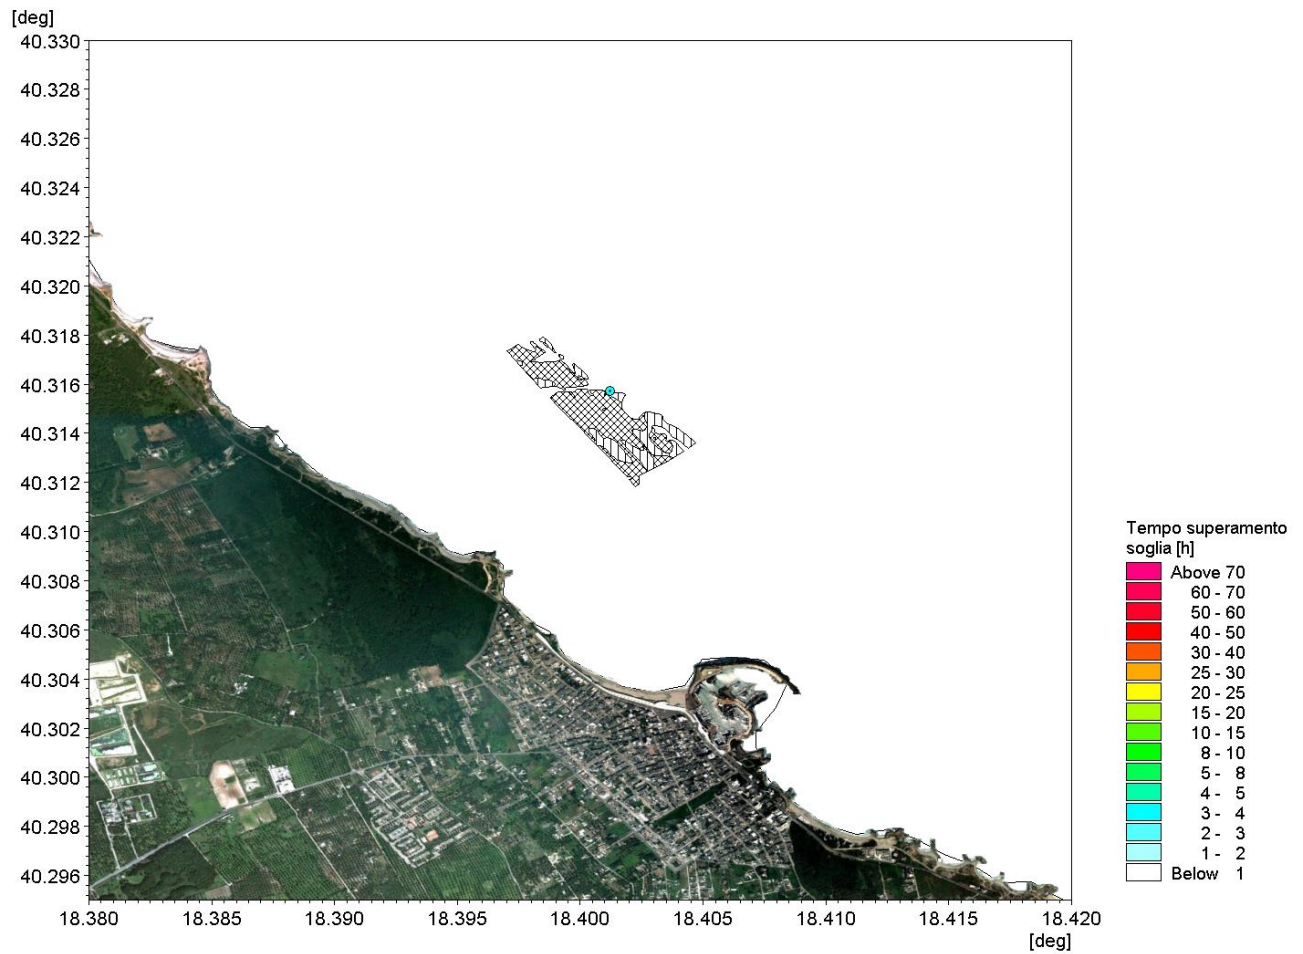 [deg]
40.330
40.328
40.326
40.324
40.322
40.320
40.318
40.316
40.314
40.312
40.310
40.308
40.306
40.304
40.302
40.300
40.298
40.296
18.380 18.385 18.390 18.395 18.400 18.405 18.410 18.415 18.420
[deg]
Tempo superamento
soglia [h]
Above 70
60 - 70
50 - 60
40 - 50
30 - 40
25 - 30
20 - 25
15 - 20
10 - 15
8 - 10
5 - 8
4 - 5
3 - 4
2 - 3
1 - 2
Below 1